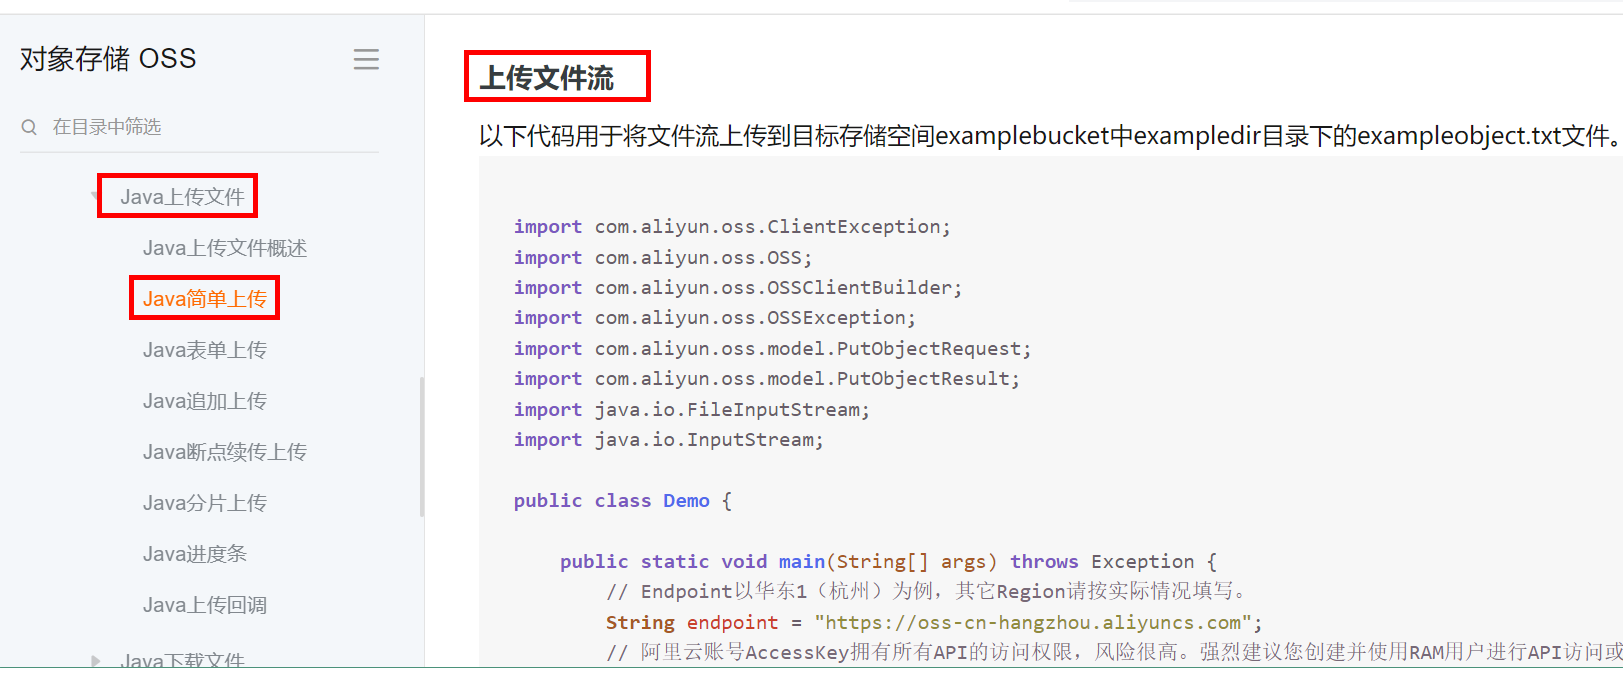 对象存储 OSS
在目录中筛选
Java上传文件
Java上传文件概述
Java简单上传
Java表单上传
Java追加上传
Java断点续传上传
Java分片上传
Java进度条
Java上传回调
Java下载文件
上传文件流
以下代码用于将文件流上传到目标存储空间examplebucket中exampledir目录下的exampleobject.txt文件。
import com.aliyun.oss.ClientException;
import com.aliyun.oss.OSS;
import com.aliyun.oss.OSSClientBuilder;
import com.aliyun.oss.OSSException;
import com.aliyun.oss.model.PutObjectRequest;
import com.aliyun.oss.model.PutObjectResult;
import java.io.FileInputStream;
import java.io.InputStream;
public class Demo {
public static void main(String[] args) throws Exception {
// Endpoint以华东1（杭州）为例，其它Region请按实际情况填写。
String endpoint = "https://oss-cn-hangzhou.aliyuncs.com";
// 阿里云账号AccessKey拥有所有API的访问权限，风险很高。强烈建议您创建并使用RAM用户进行API访问或